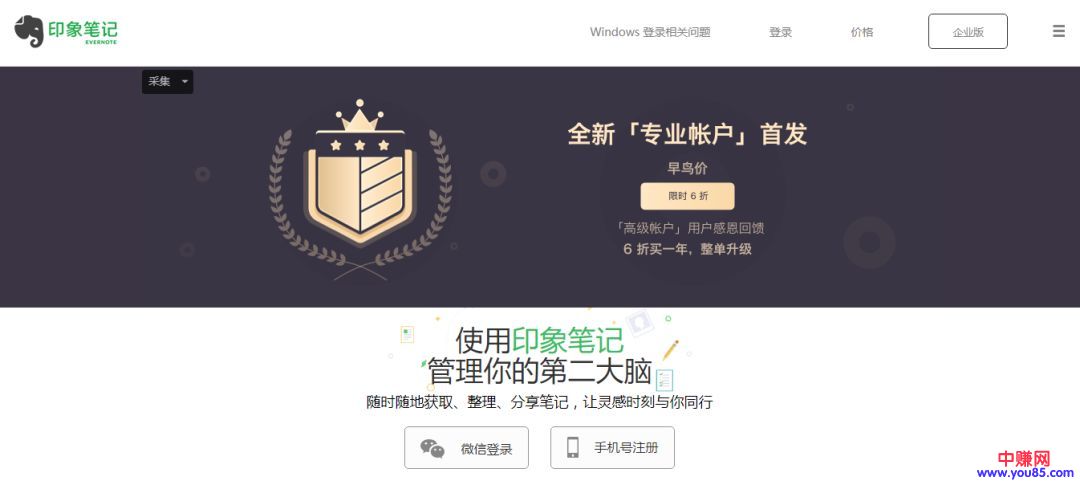 印象笔记
EVERNOTE
Windows 登录相关问题
登录
价格
企业版
采集
全新「专业帐户」首发
早鸟价
限时 6 折
「高级帐户」用户感恩回馈
6 折买一年，整单升级
使用印象笔记
管理你的第二大脑
随时随地获取、整理、分享笔记，让灵感时刻与你同行
微信登录
手机号注册
中赚网
www.you85.com